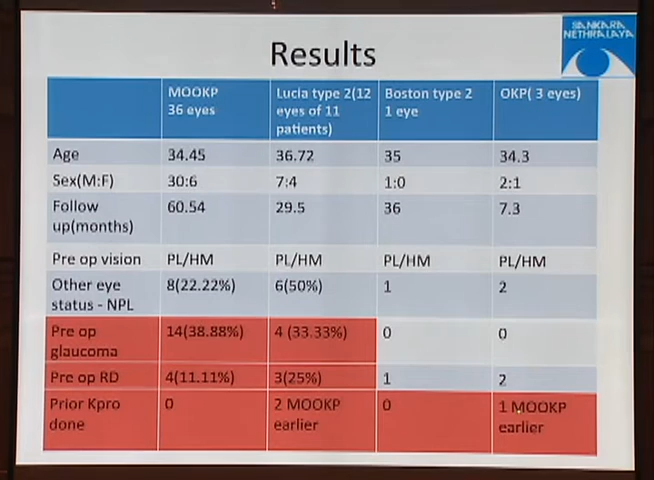 SANKARA
NETHRALAYA
Results
MOOKP
36 eyes
Lucia type 2(12
eyes of 11
patients)
Boston type 2
1 eye
OKP( 3 eyes)
Age 34.45 36.72 35 34.3
Sex(M:F) 30:6 7:4 1:0 2:1
Follow
up(months) 60.54 29.5 36 7.3
Pre op vision PL/HM PL/HM PL/HM PL/HM
Other eye
status - NPL 8(22.22%) 6(50%) 1 2
Pre op
glaucoma 14(38.88%) 4 (33.33%) 0 0
Pre op RD 4(11.11%) 3(25%) 1 2
Prior Kpro
done 0 2 MOOKP
earlier 0 1 MOOKP
earlier